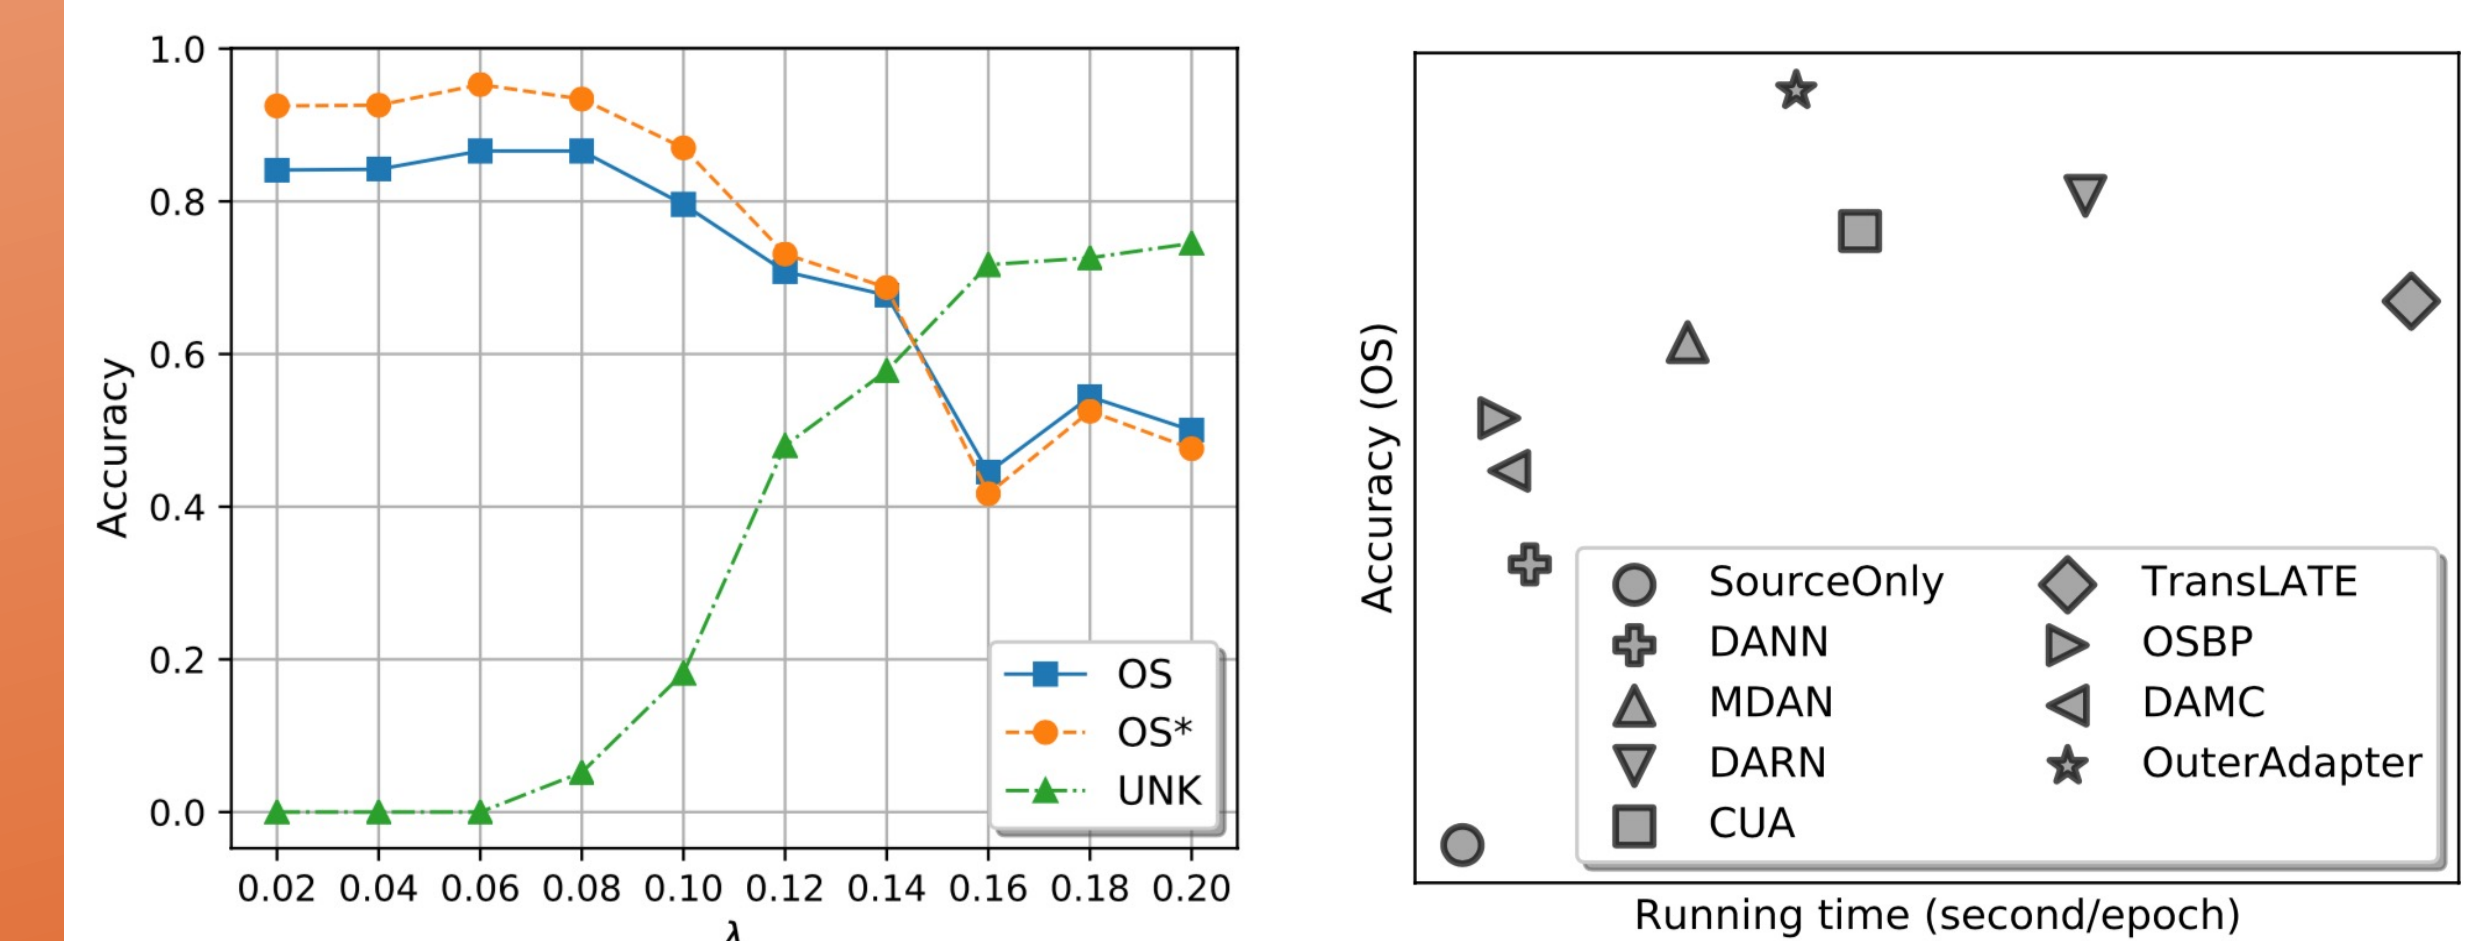 1.0
0.8
0.6
0.4
0.2
0.0
Accuracy
0.02 0.04 0.06 0.08 0.10 0.12 0.14 0.16 0.18 0.20
λ
OS
OS*
UNK
Accuracy (OS)
SourceOnly
DANN
MDAN
DARN
CUA
TransLATE
OSBP
DAMC
OuterAdapter
Running time (second/epoch)